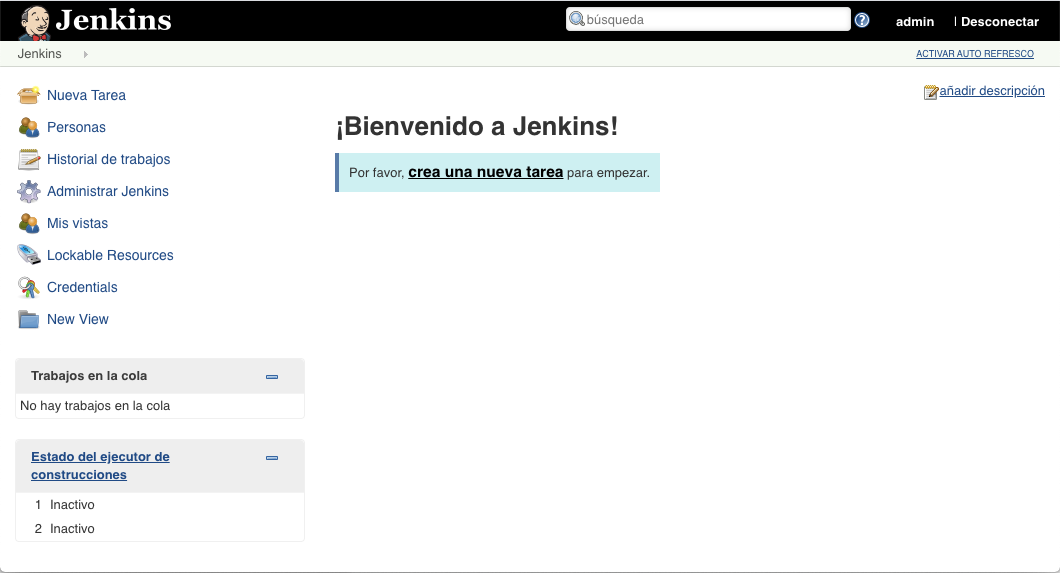 Jenkins
búsqueda
?
admin
| Desconectar
Jenkins
ACTIVAR AUTO REFRESCO
Nueva Tarea
Personas
Historial de trabajos
Administrar Jenkins
Mis vistas
Lockable Resources
Credentials
New View
Trabajos en la cola
No hay trabajos en la cola
Estado del ejecutor de
construcciones
1 Inactivo
2 Inactivo
añadir descripción
¡Bienvenido a Jenkins!
Por favor, crea una nueva tarea para empezar.